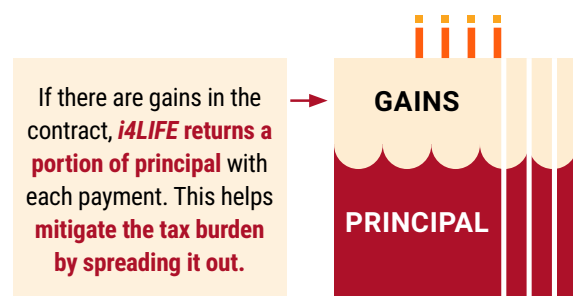 If there are gains in the
contract, i4LIFE returns a
portion of principal with
each payment. This helps
mitigate the tax burden
by spreading it out.
GAINS
PRINCIPAL